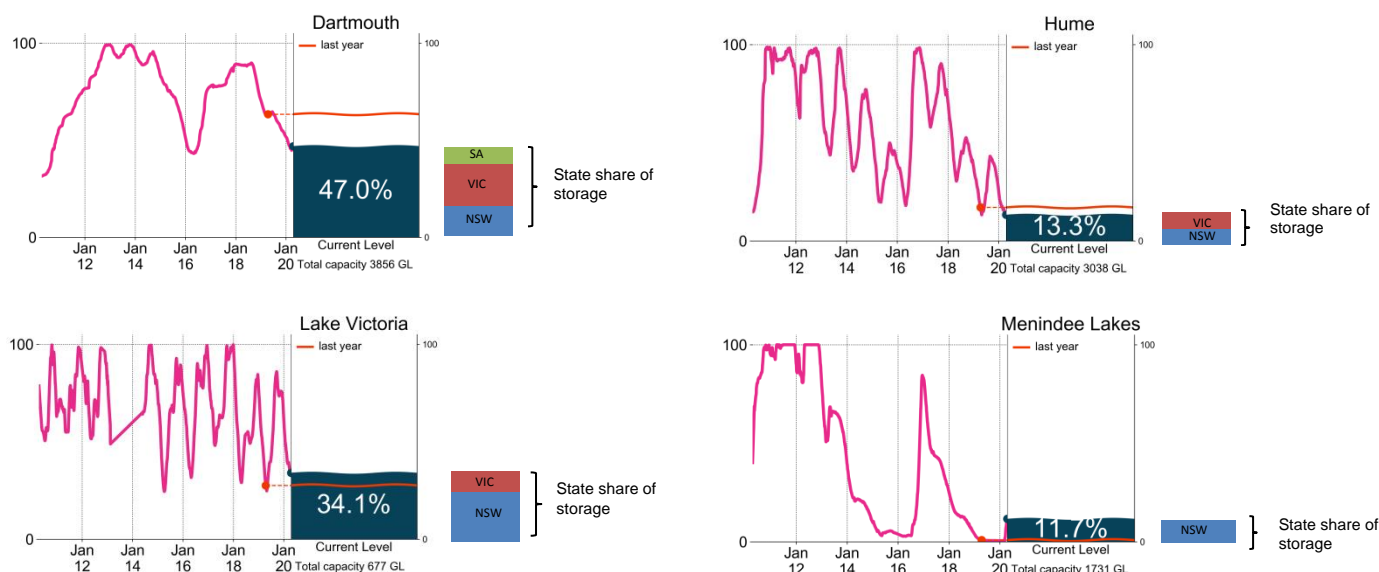 Dartmouth
last year
100
100
SA
VIC
NSW
State share of
storage
47.0%
0
0
Jan Jan Jan Jan Jan
12 14 16 18 20
Current Level
Total capacity 3856 GL
Hume
last year
100
100
VIC
NSW
State share of
storage
13.3%
0
0
Jan Jan Jan Jan Jan
12 14 16 18 20
Current Level
Total capacity 3038 GL
Lake Victoria
last year
100
100
VIC
NSW
State share of
storage
34.1%
0
0
Jan Jan Jan Jan Jan
12 14 16 18 20
Current Level
Total capacity 677 GL
Menindee Lakes
last year
100
100
NSW
State share of
storage
11.7%
0
0
Jan Jan Jan Jan Jan
12 14 16 18 20
Current Level
Total capacity 1731 GL